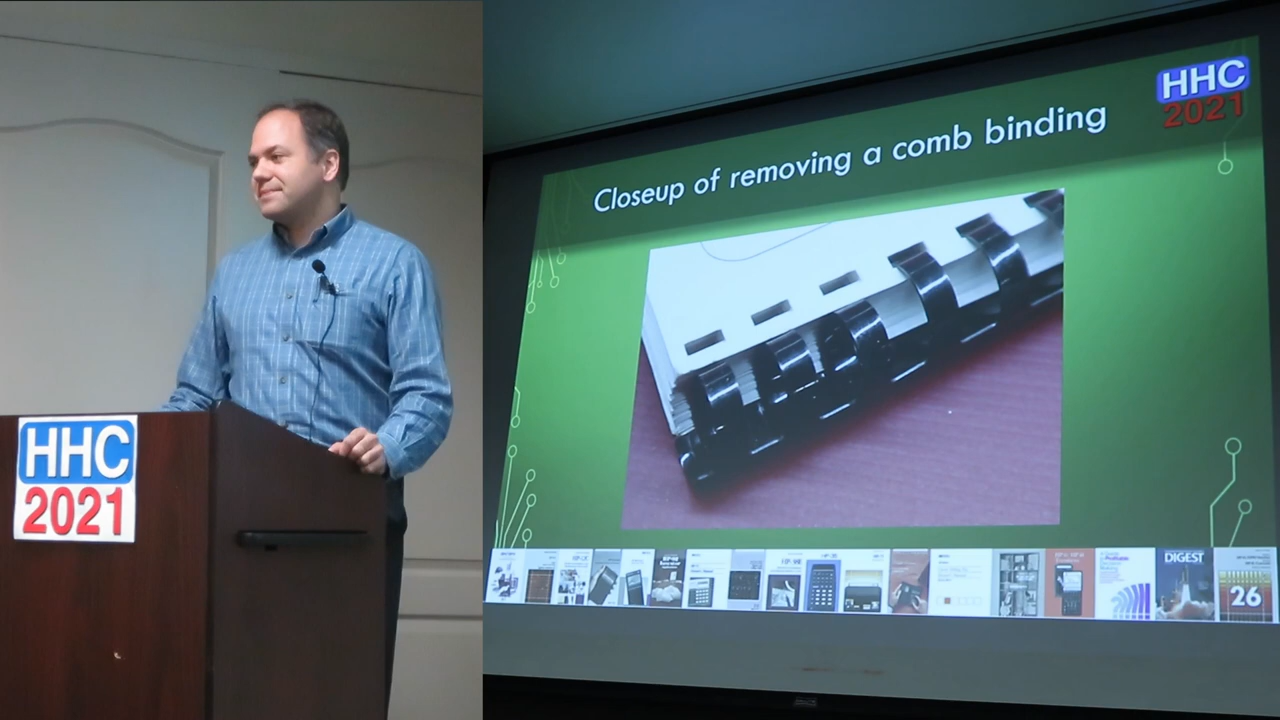 HHC
2021
HHC
2021
Closeup of removing a comb binding
DIGEST
26